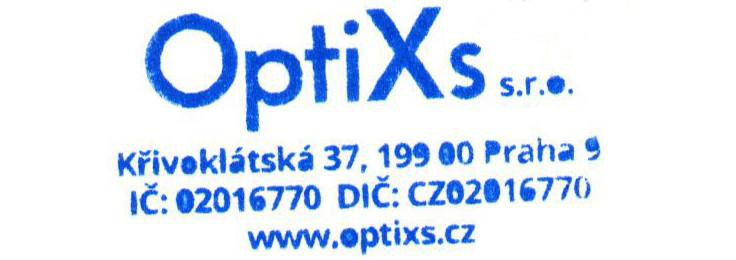 OptiXs s.r.o.
Křivoklátská 37, 199 00 Praha 9
IČ: 02016770 DIČ: CZ02016770
www.optixs.cz